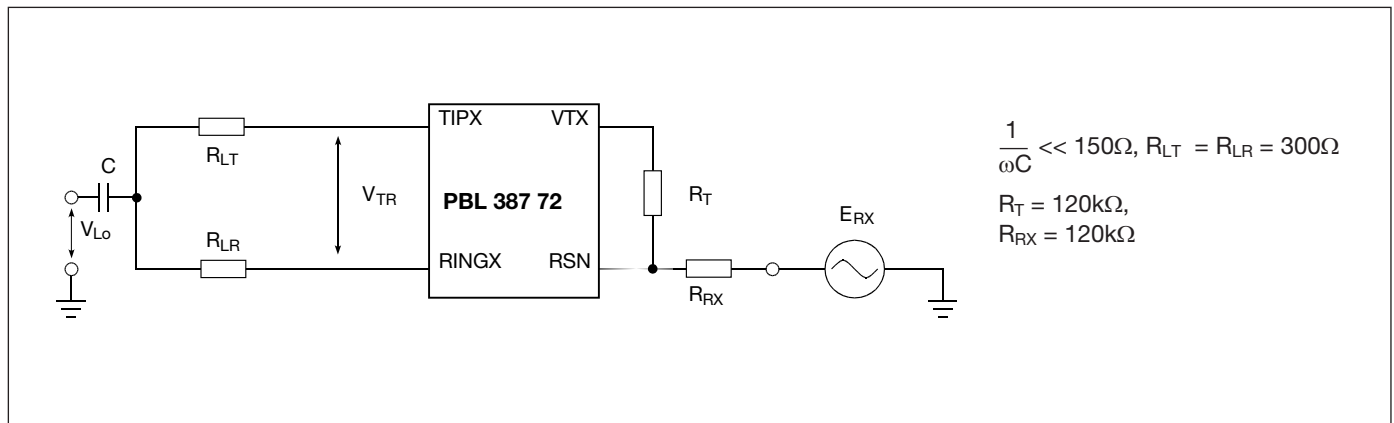 TIPX VTX
R_LT
C
V_TR
PBL 387 72
R_T
E_RX
V_Lo
R_LR
RINGX RSN
R_RX
1
ωC << 150Ω, R_LT = R_LR = 300Ω
R_T = 120kΩ,
R_RX = 120kΩ